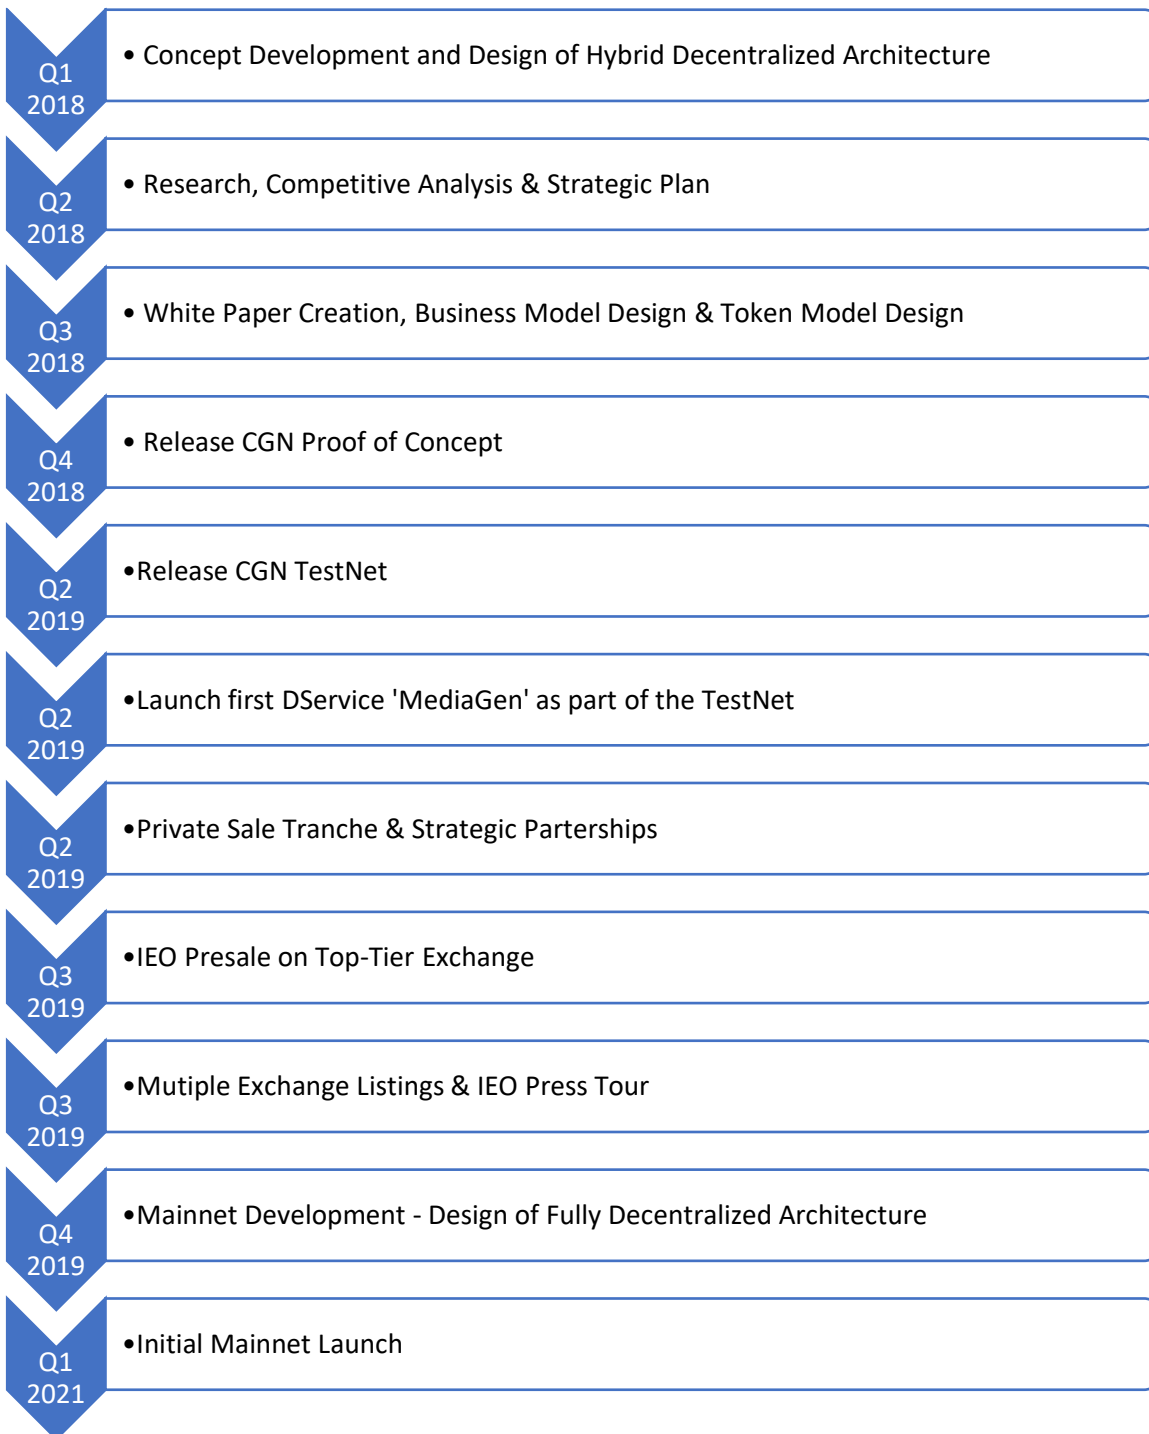 Q1
2018
• Concept Development and Design of Hybrid Decentralized Architecture
Q2
2018
• Research, Competitive Analysis & Strategic Plan
Q3
2018
• White Paper Creation, Business Model Design & Token Model Design
Q4
2018
• Release CGN Proof of Concept
Q2
2019
•Release CGN TestNet
Q2
2019
•Launch first DService 'MediaGen' as part of the TestNet
Q2
2019
•Private Sale Tranche & Strategic Parterships
Q3
2019
•IEO Presale on Top-Tier Exchange
Q3
2019
•Mutiple Exchange Listings & IEO Press Tour
Q4
2019
•Mainnet Development - Design of Fully Decentralized Architecture
Q1
2021
•Initial Mainnet Launch